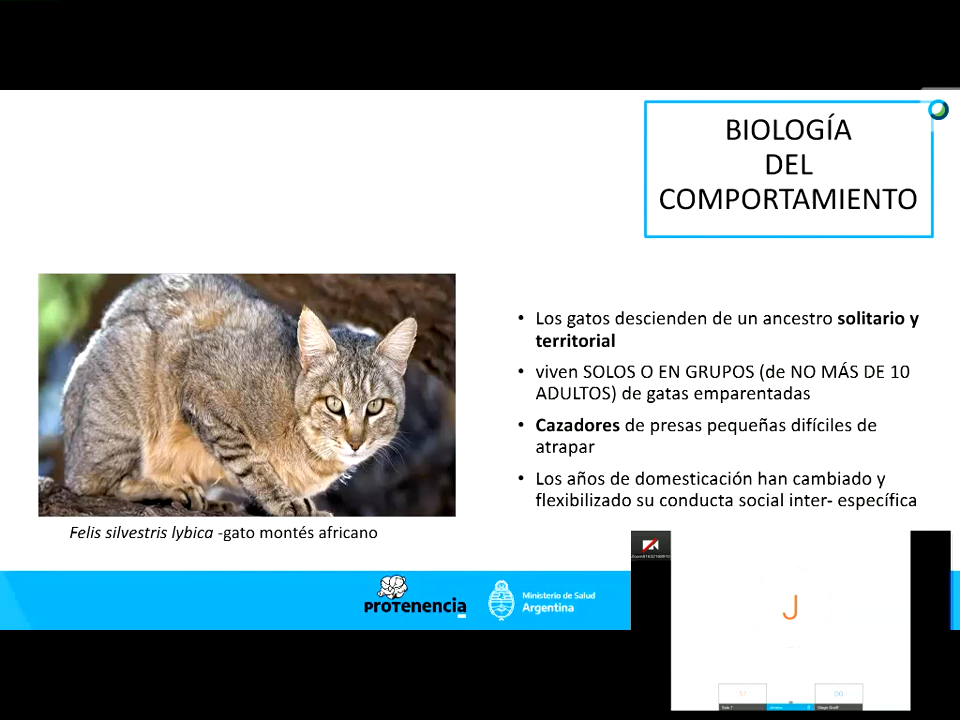 BIOLOGÍA
DEL
COMPORTAMIENTO
• Los gatos descienden de un ancestro solitario y
territorial
• viven SOLOS O EN GRUPOS (de NO MÁS DE 10
ADULTOS) de gatas emparentadas
• Cazadores de presas pequeñas difíciles de
atrapar
• Los años de domesticación han cambiado y
flexibilizado su conducta social inter- específica
Felis silvestris lybica -gato montés africano
PROTenencia
Ministerio de Salud
Argentina
J